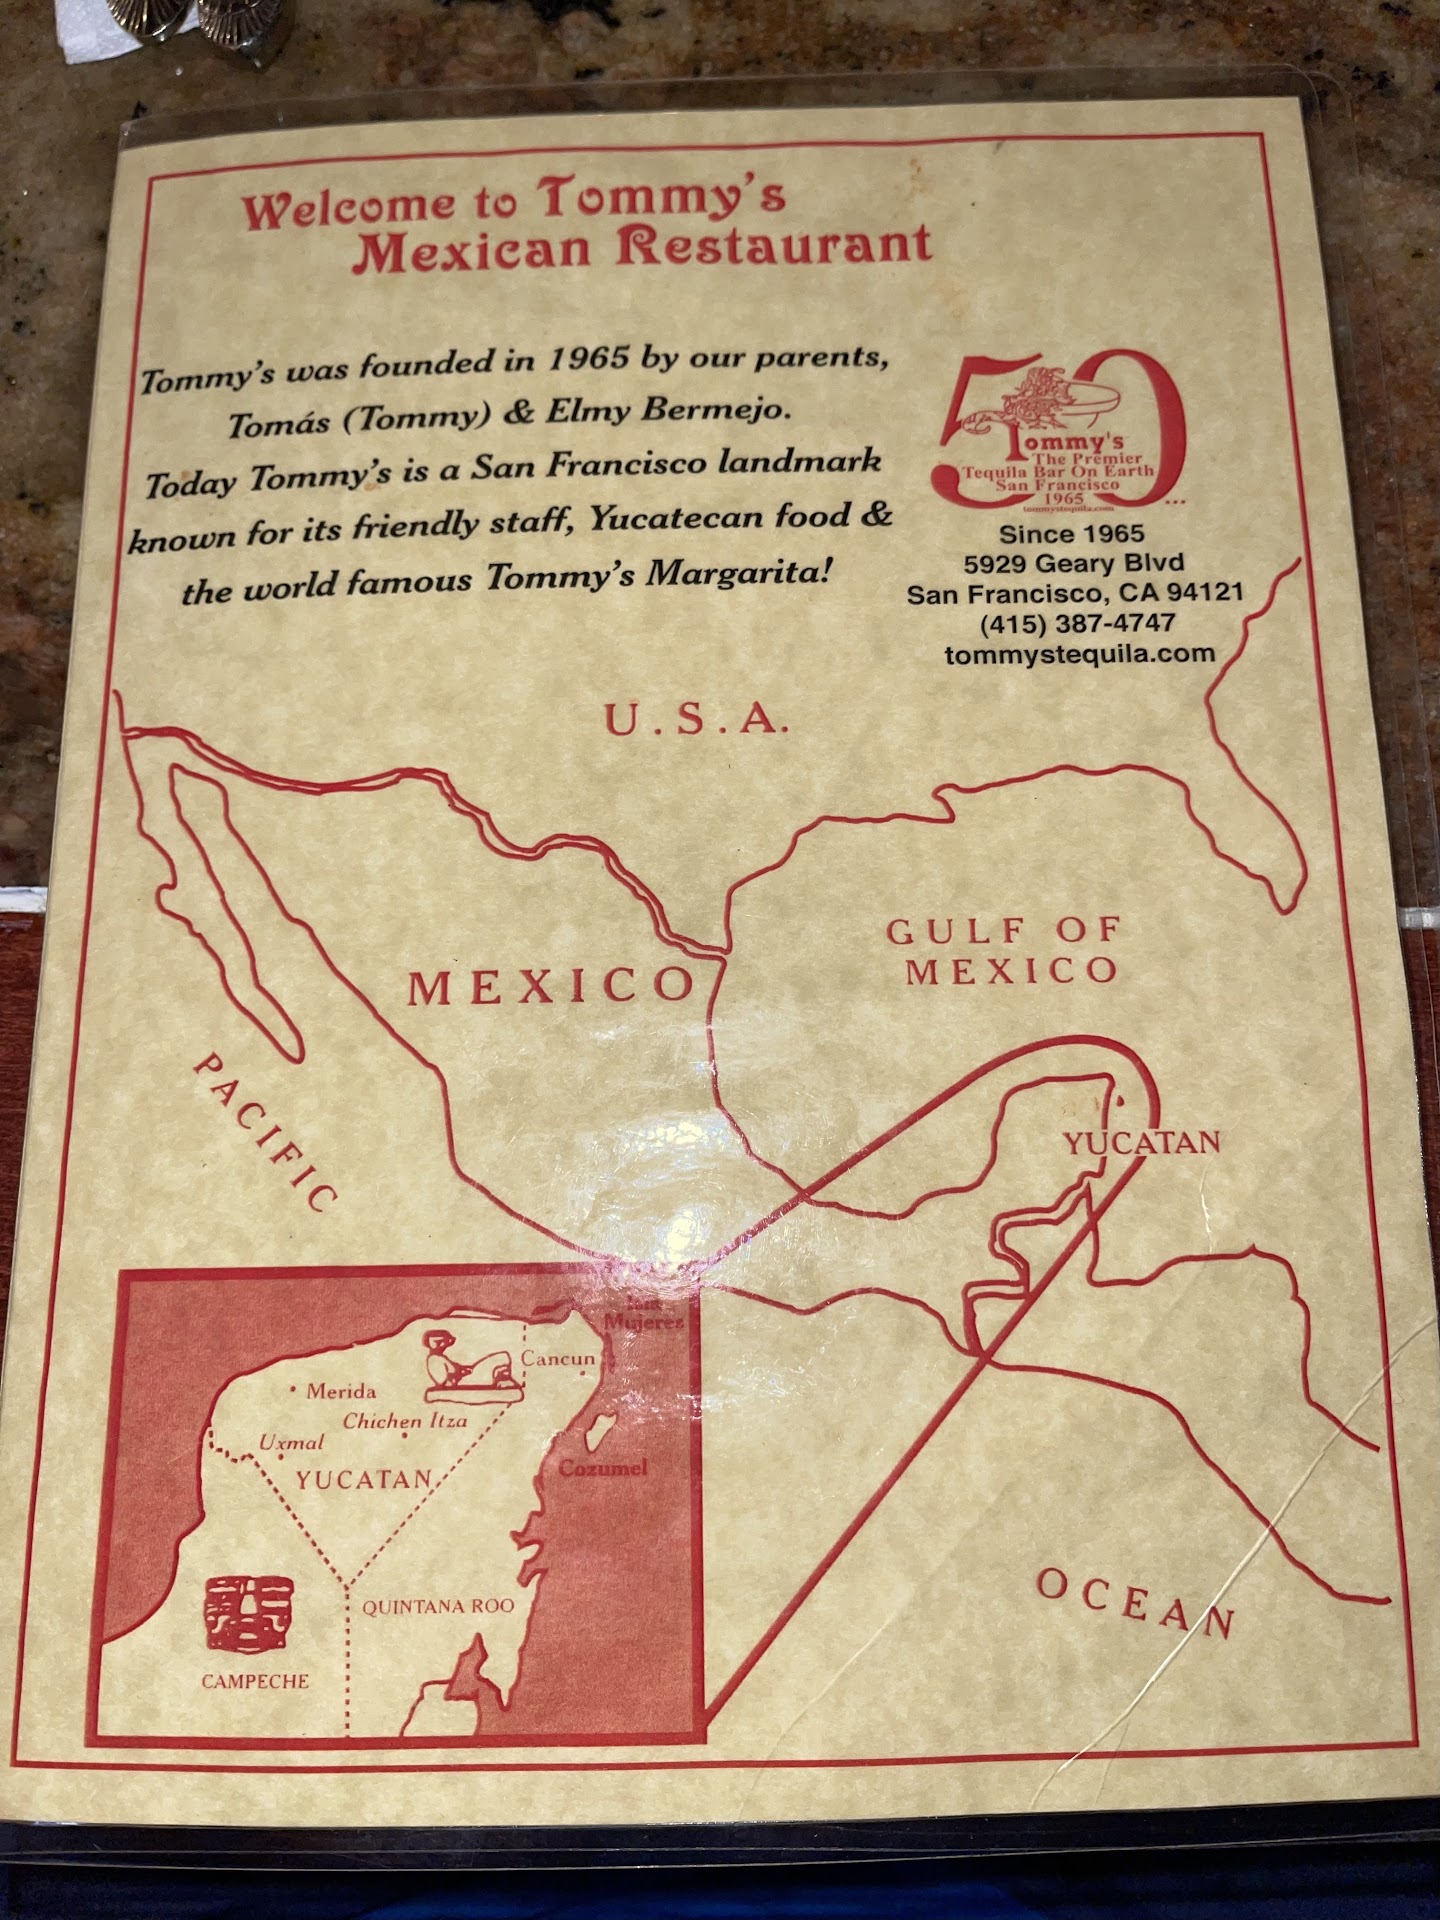 Welcome to Tommy's
Mexican Restaurant
Tommy's was founded in 1965 by our parents,
Tomás (Tommy) & Elmy Bermejo.
Today Tommy's is a San Francisco landmark
known for its friendly staff, Yucatecan food &
the world famous Tommy's Margarita!
50
Tommy's
The Premier
Tequila Bar On Earth
San Francisco
1965
...
tommystequila.com
Since 1965
5929 Geary Blvd
San Francisco, CA 94121
(415) 387-4747
tommystequila.com
U.S.A.
GULF OF
MEXICO
MEXICO
PACIFIC
YUCATAN
Isla
Mujeres
Cancun
Merida
Chichen Itza
Uxmal
YUCATAN
Cozumel
QUINTANA ROO
CAMPECHE
OCEAN